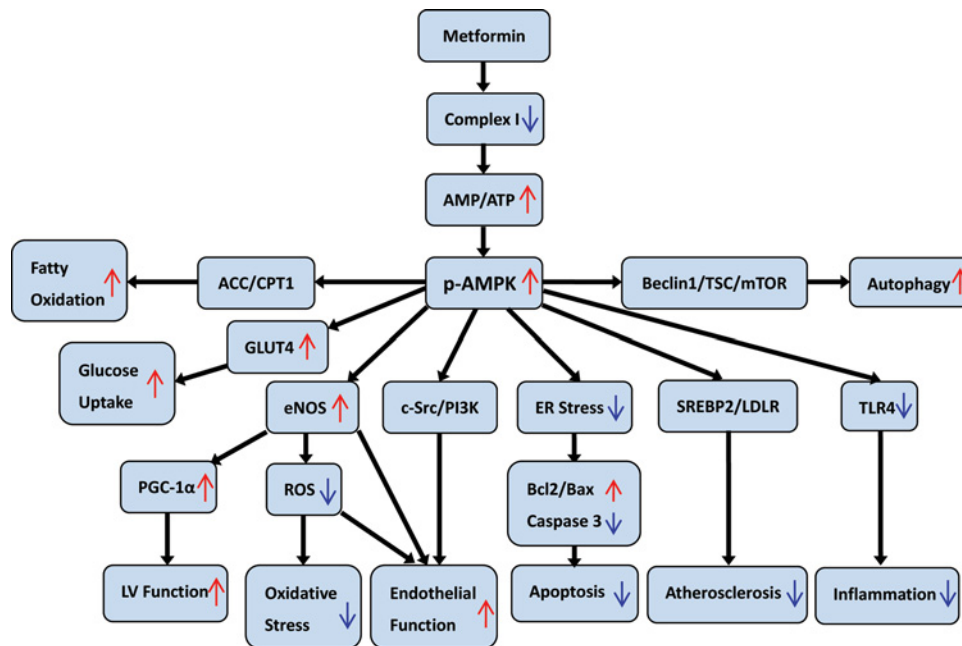 Metformin
Complex I
AMP/ATP
Fatty
Oxidation
ACC/CPT1
p-AMPK
Beclin1/TSC/mTOR
Autophagy
GLUT4
Glucose
Uptake
eNOS
c-Src/PI3K
ER Stress
SREBP2/LDLR
TLR4
PGC-1α
ROS
Bcl2/Bax
Caspase 3
LV Function
Oxidative
Stress
Endothelial
Function
Apoptosis
Atherosclerosis
Inflammation